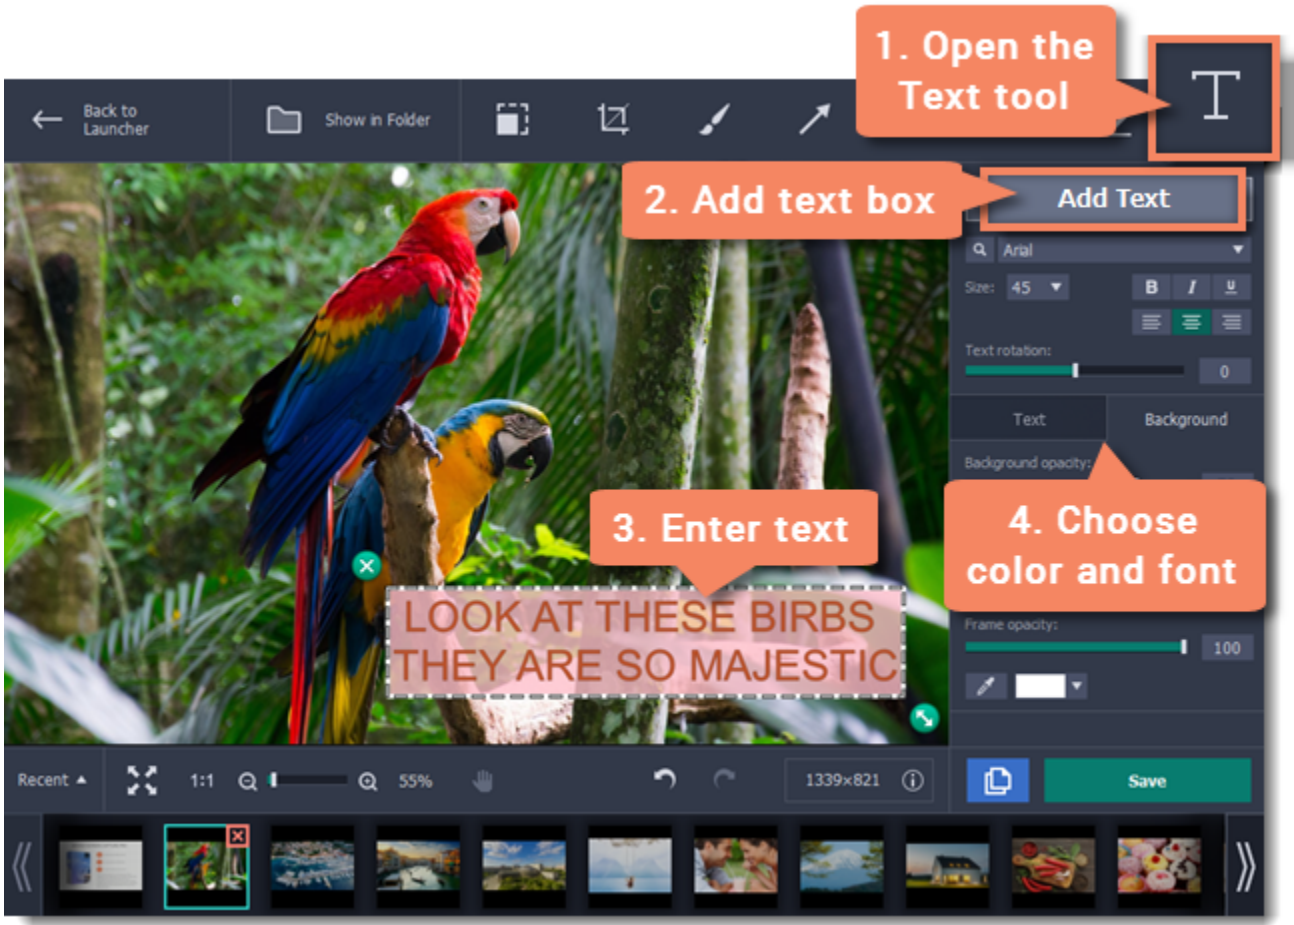 1. Open the
Text tool
Back to
Launcher
Show in Folder
T
2. Add text box
Add Text
Arial
Size: 45
B I U
Text rotation:
0
Text Background
Background opacity:
3. Enter text
4. Choose
color and font
LOOK AT THESE BIRBS
THEY ARE SO MAJESTIC
Frame opacity:
100
Recent
1:1
55%
1339×821
Save